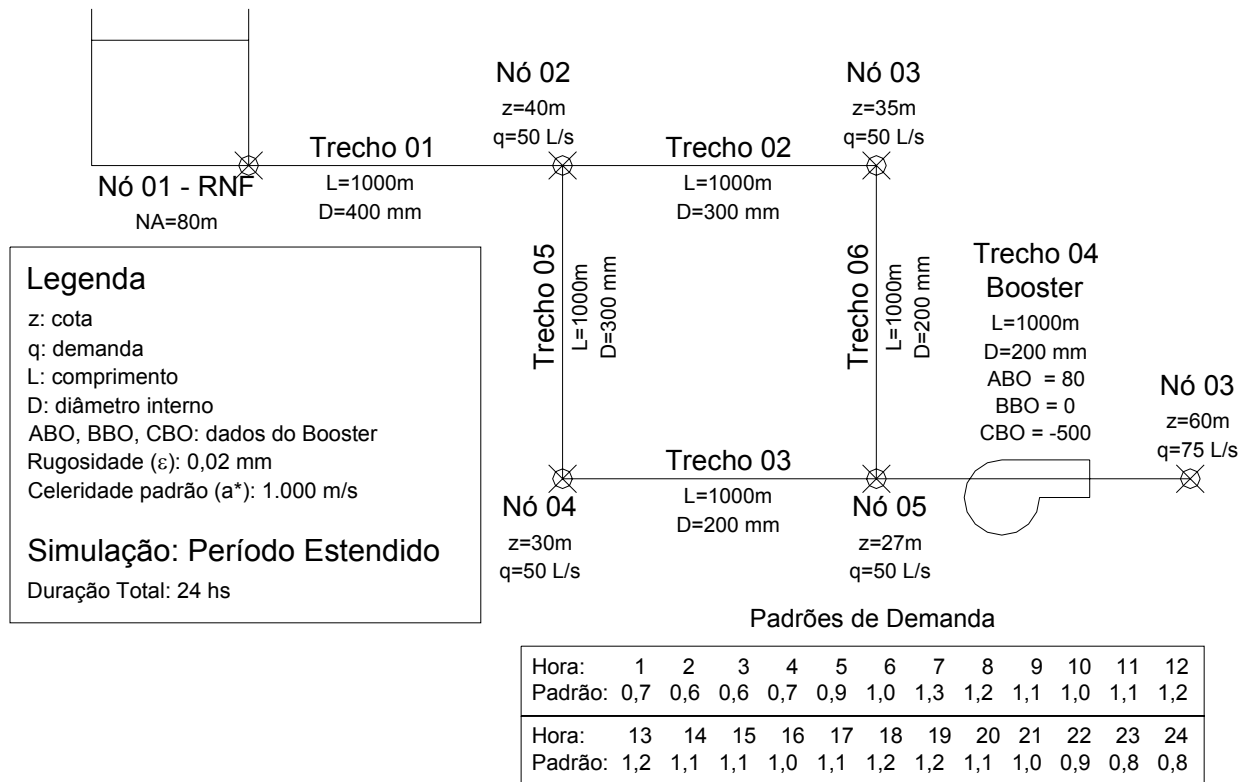 Nó 02
z=40m
q=50 L/s
Nó 03
z=35m
q=50 L/s
Trecho 01
L=1000m
D=400 mm
Trecho 02
L=1000m
D=300 mm
Nó 01 - RNF
NA=80m
Trecho 05
L=1000m
D=300 mm
Trecho 06
L=1000m
D=200 mm
Trecho 04
Booster
L=1000m
D=200 mm
ABO = 80
BBO = 0
CBO = -500
Nó 03
z=60m
q=75 L/s
Trecho 03
L=1000m
D=200 mm
Nó 04
z=30m
q=50 L/s
Nó 05
z=27m
q=50 L/s
Legenda
z: cota
q: demanda
L: comprimento
D: diâmetro interno
ABO, BBO, CBO: dados do Booster
Rugosidade (ε): 0,02 mm
Celeridade padrão (a*): 1.000 m/s
Simulação: Período Estendido
Duração Total: 24 hs
Padrões de Demanda
Hora: 1 2 3 4 5 6 7 8 9 10 11 12
Padrão: 0,7 0,6 0,6 0,7 0,9 1,0 1,3 1,2 1,1 1,0 1,1 1,2
Hora: 13 14 15 16 17 18 19 20 21 22 23 24
Padrão: 1,2 1,1 1,1 1,0 1,1 1,2 1,2 1,1 1,0 0,9 0,8 0,8